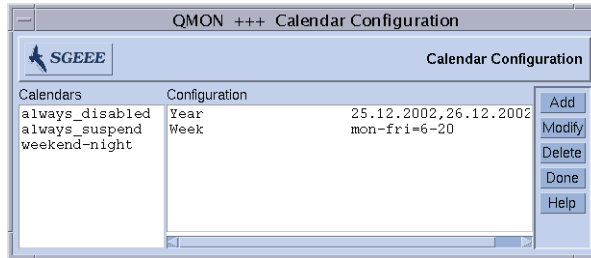 QMON +++ Calendar Configuration
SGEEE
Calendar Configuration
Calendars Configuration
always_disabled Year 25.12.2002,26.12.2002
always_suspend Week mon-fri=6-20
weekend-night
Add
Modify
Delete
Done
Help